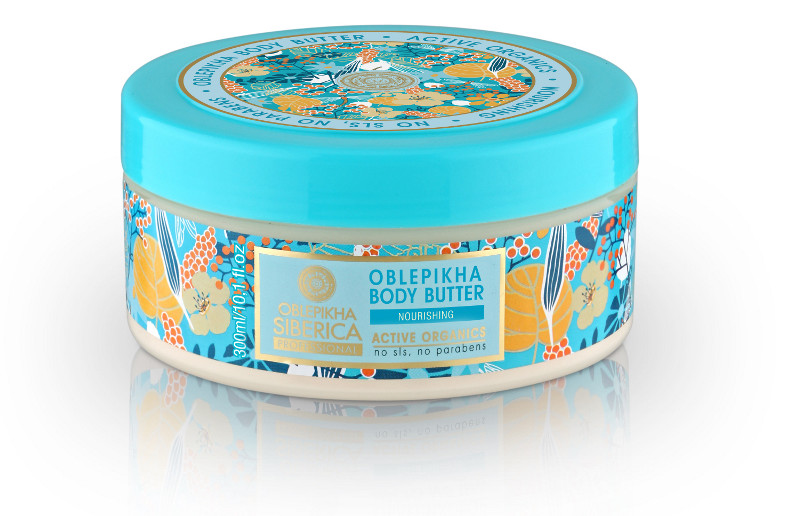 OBLEPIKHA BODY BUTTER • ACTIVE ORGANICS • NOURISHING • NO SLS, NO PARABENS •
300ml/10.1 fl oz.
OBLEPIKHA
SIBERICA
PROFESSIONAL
OBLEPIKHA
BODY BUTTER
NOURISHING
ACTIVE ORGANICS
no sls, no parabens